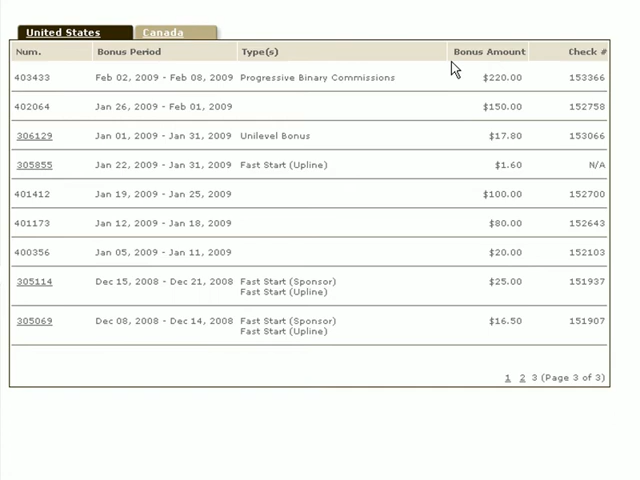 United States Canada
Num. Bonus Period Type(s) Bonus Amount Check #
403433 Feb 02, 2009 - Feb 08, 2009 Progressive Binary Commissions $220.00 153366
402064 Jan 26, 2009 - Feb 01, 2009 $150.00 152758
306129 Jan 01, 2009 - Jan 31, 2009 Unilevel Bonus $17.80 153066
305855 Jan 22, 2009 - Jan 31, 2009 Fast Start (Upline) $1.60 N/A
401412 Jan 19, 2009 - Jan 25, 2009 $100.00 152700
401173 Jan 12, 2009 - Jan 18, 2009 $80.00 152643
400356 Jan 05, 2009 - Jan 11, 2009 $20.00 152103
305114 Dec 15, 2008 - Dec 21, 2008 Fast Start (Sponsor) $25.00 151937
Fast Start (Upline)
305069 Dec 08, 2008 - Dec 14, 2008 Fast Start (Sponsor) $16.50 151907
Fast Start (Upline)
1 2 3 (Page 3 of 3)